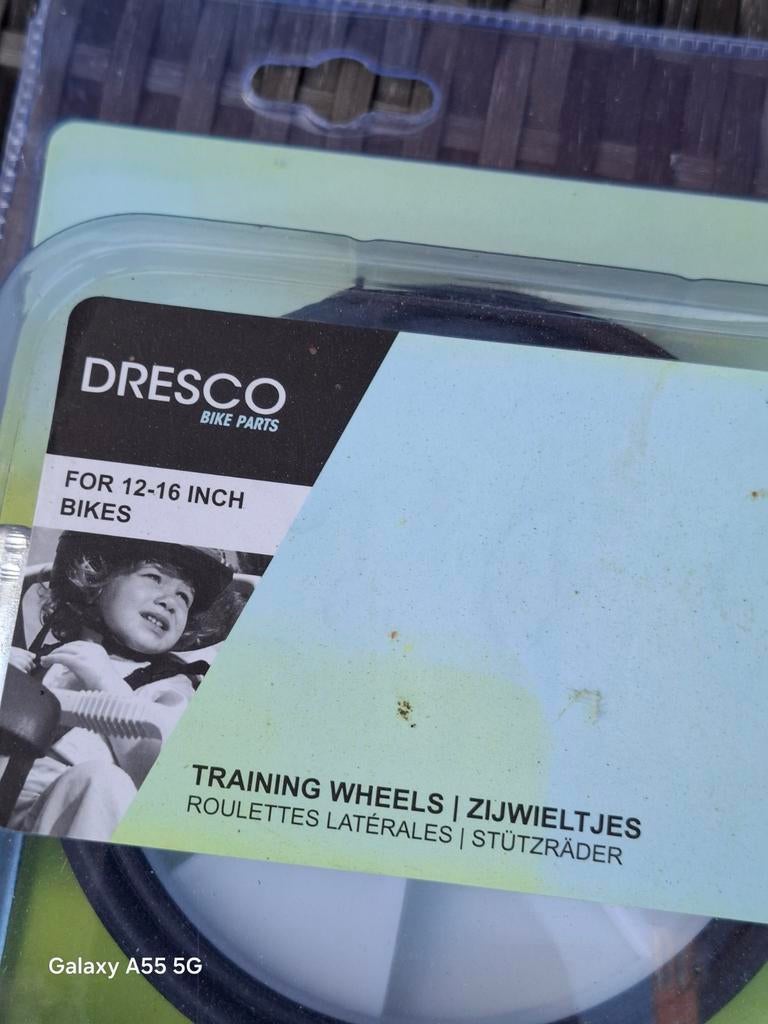 DRESCO
BIKE PARTS
FOR 12-16 INCH
BIKES
TRAINING WHEELS | ZIJWIELTJES
ROULETTES LATÉRALES | STÜTZRÄDER
Galaxy A55 5G